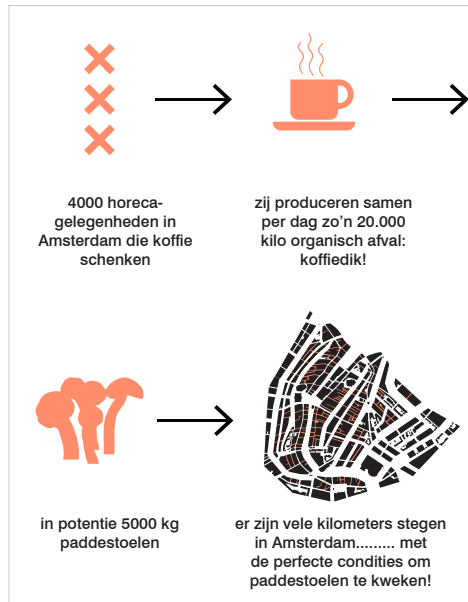 4000 horeca-
gelegenheden in
Amsterdam die koffie
schenken
zij produceren samen
per dag zo'n 20.000
kilo organisch afval:
koffiedik!
in potentie 5000 kg
paddestoelen
er zijn vele kilometers stegen
in Amsterdam......... met
de perfecte condities om
paddestoelen te kweken!